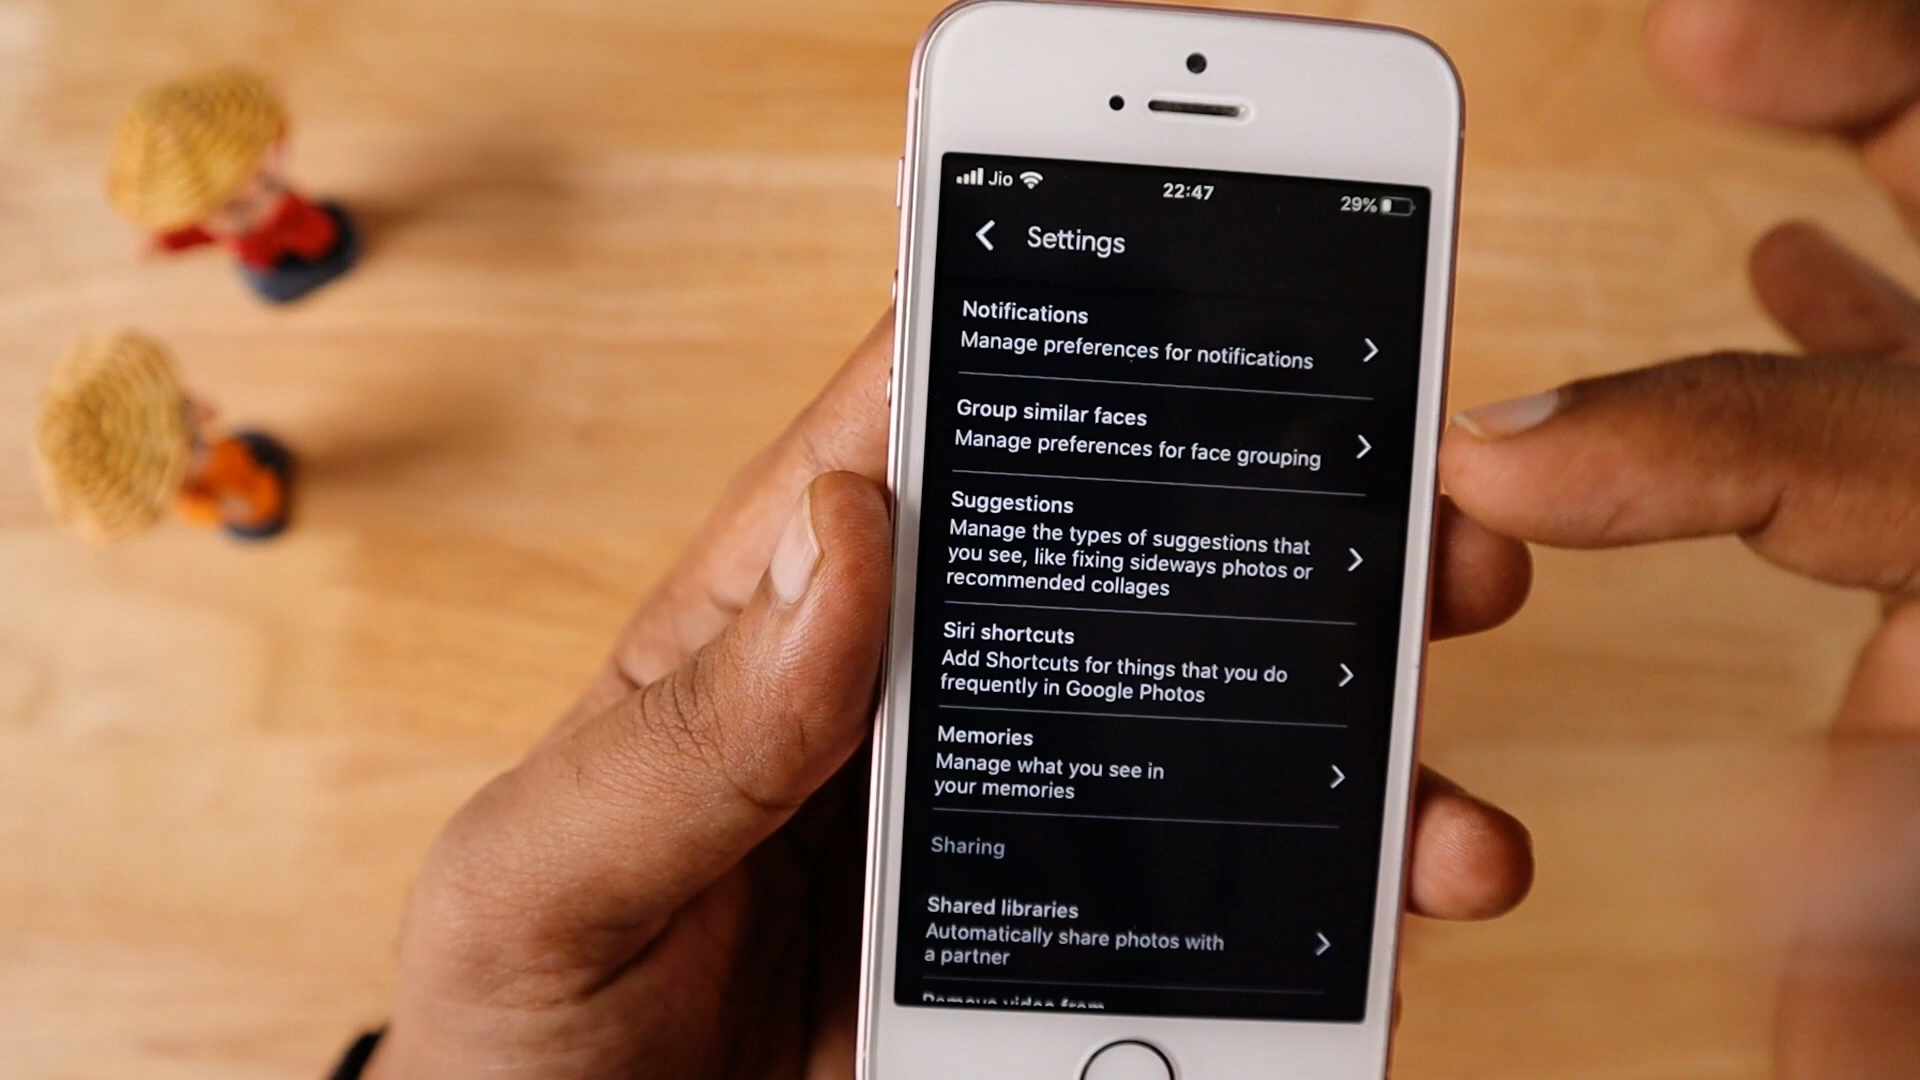 Jio 22:47 29%
Settings
Notifications
Manage preferences for notifications
Group similar faces
Manage preferences for face grouping
Suggestions
Manage the types of suggestions that
you see, like fixing sideways photos or
recommended collages
Siri shortcuts
Add Shortcuts for things that you do
frequently in Google Photos
Memories
Manage what you see in
your memories
Sharing
Shared libraries
Automatically share photos with
a partner
Remove video from